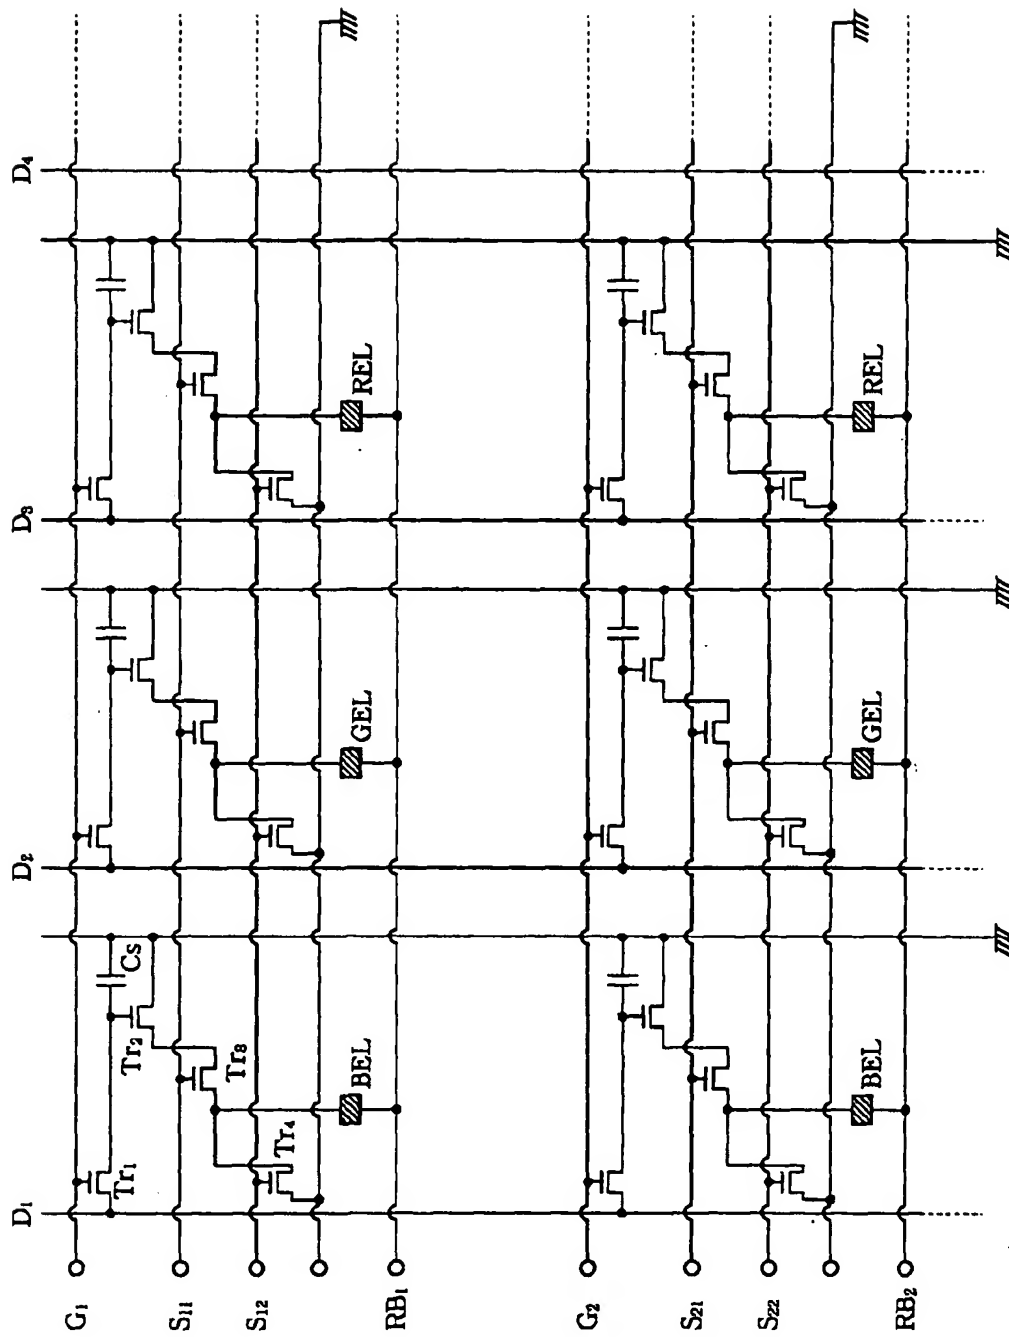 D₁ D₂ D₃ D₄
G₁
Tr₁ Tr₂ Cs
S₁₁
Tr₃
S₁₂
Tr₄
BEL GEL REL
RB₁
G₂
S₂₁
S₂₂
BEL GEL REL
RB₂